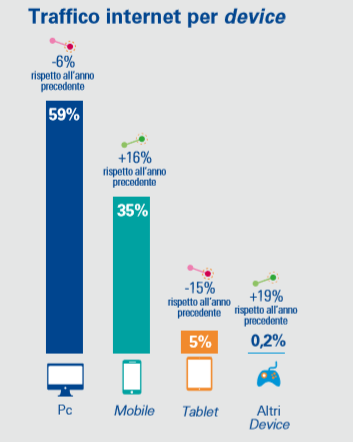 Traffico internet per device
-6%
rispetto all'anno
precedente
59%
Pc
+16%
rispetto all'anno
precedente
35%
Mobile
-15%
rispetto all'anno
precedente
5%
Tablet
+19%
rispetto all'anno
precedente
0,2%
Altri
Device